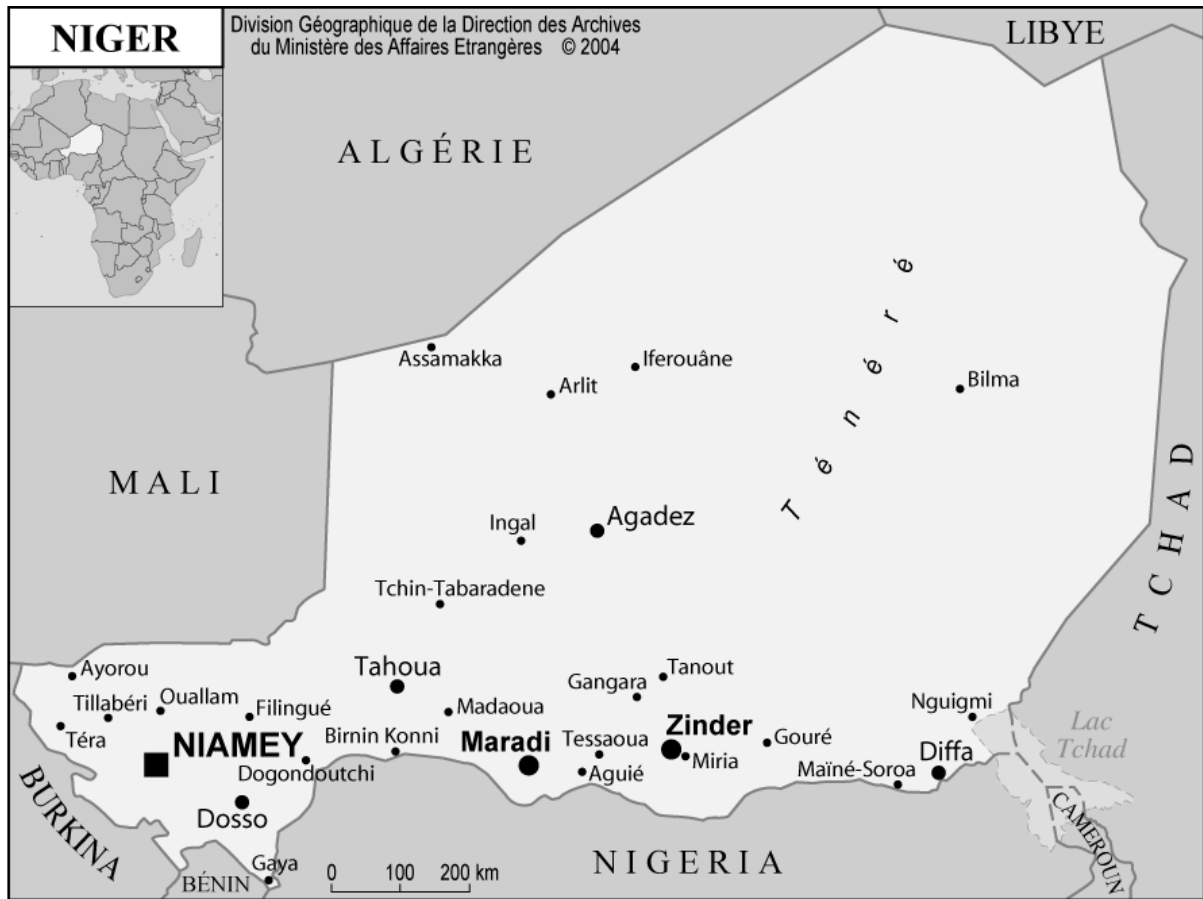 NIGER
Division Géographique de la Direction des Archives
du Ministère des Affaires Etrangères © 2004
LIBYE
ALGÉRIE
Ténéré
Assamakka
Iferouâne
Arlit
Bilma
MALI
TCHAD
Agadez
Ingal
Tchin-Tabaradene
Ayorou
Tahoua
Tanout
Gangara
Tillabéri
Ouallam
Filingué
Madaoua
Nguigmi
Lac
Tchad
Téra
NIAMEY
Birnin Konni
Maradi
Tessaoua
Zinder
Gouré
Miria
Diffa
Dogondoutchi
Aguié
Maïné-Soroa
BURKINA
Dosso
CAMEROUN
Gaya
BÉNIN
NIGERIA
0 100 200 km